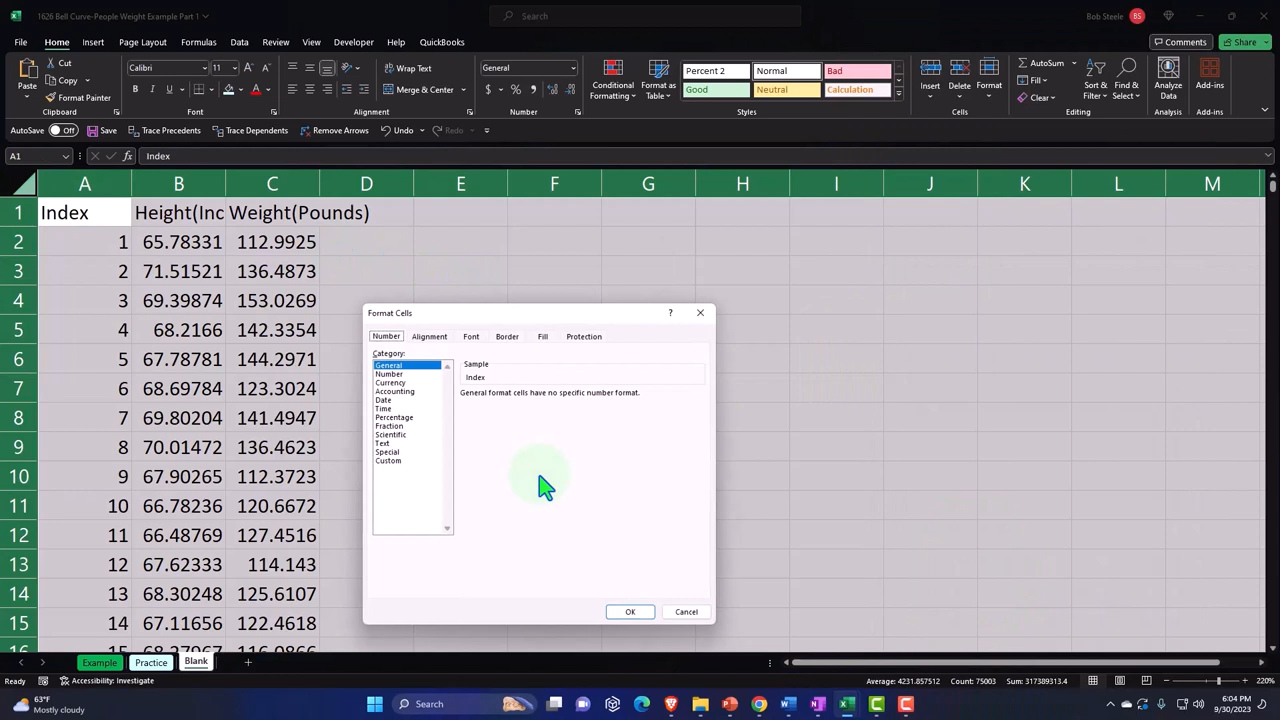 1626 Bell Curve-People Weight Example Part 1
Search
Bob Steele
BS
File Home Insert Page Layout Formulas Data Review View Developer Automate Help QuickBooks
Comments
Share
Paste
Cut
Copy
Format Painter
Clipboard
Calibri 11
B I U
Font
Wrap Text
Merge & Center
Alignment
General
$ %
Number
Conditional Formatting
Format as Table
Percent 2 Normal Bad
Good Neutral Calculation
Styles
Insert Delete Format
Cells
AutoSum
Fill
Clear
Sort & Filter
Find & Select
Editing
Analyze Data
Analysis
Add-ins
Add-ins
AutoSave Off Save Trace Precedents Trace Dependents Remove Arrows Undo Redo
A1 fx Index
A B C D E F G H I J K L M
1 Index Height(Inc Weight(Pounds)
2 1 65.78331 112.9925
3 2 71.51521 136.4873
4 3 69.39874 153.0269
5 4 68.2166 142.3354
6 5 67.78781 144.2971
7 6 68.69784 123.3024
8 7 69.80204 141.4947
9 8 70.01472 136.4623
10 9 67.90265 112.3723
11 10 66.78236 120.6672
12 11 66.48769 127.4516
13 12 67.62333 114.143
14 13 68.30248 125.6107
15 14 67.11656 122.4618
16 15 68.27967 116.0866
Format Cells
?
Number Alignment Font Border Fill Protection
Category:
General
Number
Currency
Accounting
Date
Time
Percentage
Fraction
Scientific
Text
Special
Custom
Sample
Index
General format cells have no specific number format.
OK Cancel
Example Practice Blank
Ready Accessibility: Investigate Average: 4231.857512 Count: 75003 Sum: 317389313.4 220%
63°F
Mostly cloudy
Search
6:04 PM
9/30/2023